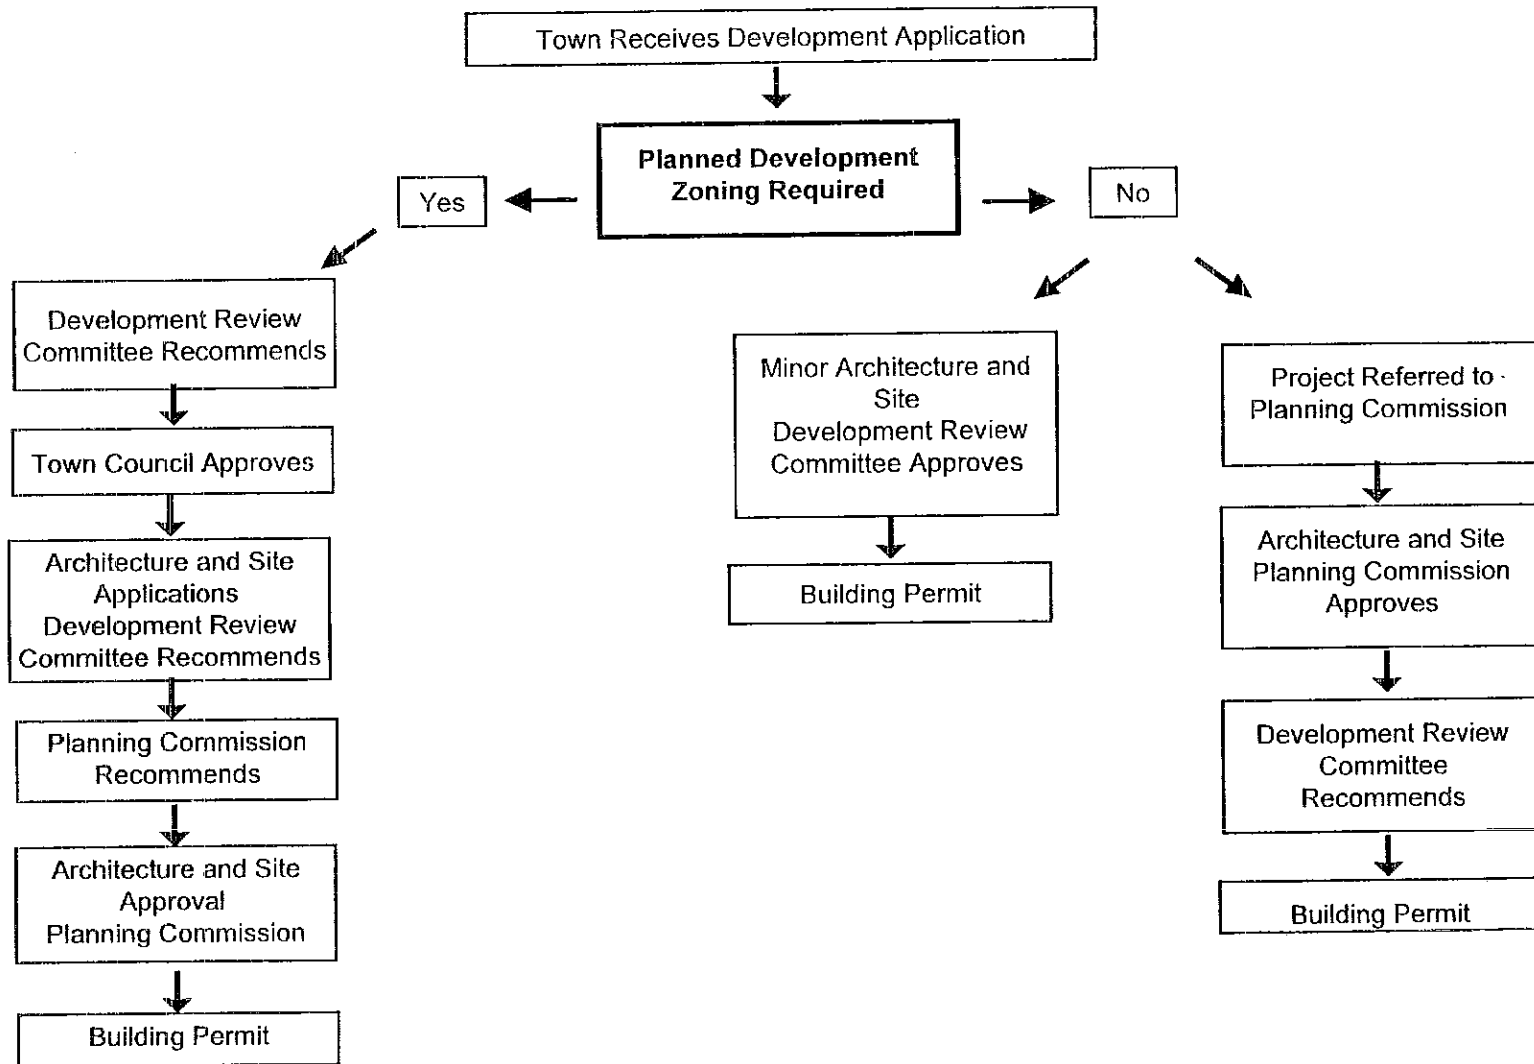 Town Receives Development Application
Planned Development
Zoning Required
Yes
No
Development Review
Committee Recommends
Town Council Approves
Architecture and Site
Applications
Development Review
Committee Recommends
Planning Commission
Recommends
Architecture and Site
Approval
Planning Commission
Building Permit
Minor Architecture and
Site
Development Review
Committee Approves
Building Permit
Project Referred to
Planning Commission
Architecture and Site
Planning Commission
Approves
Development Review
Committee
Recommends
Building Permit